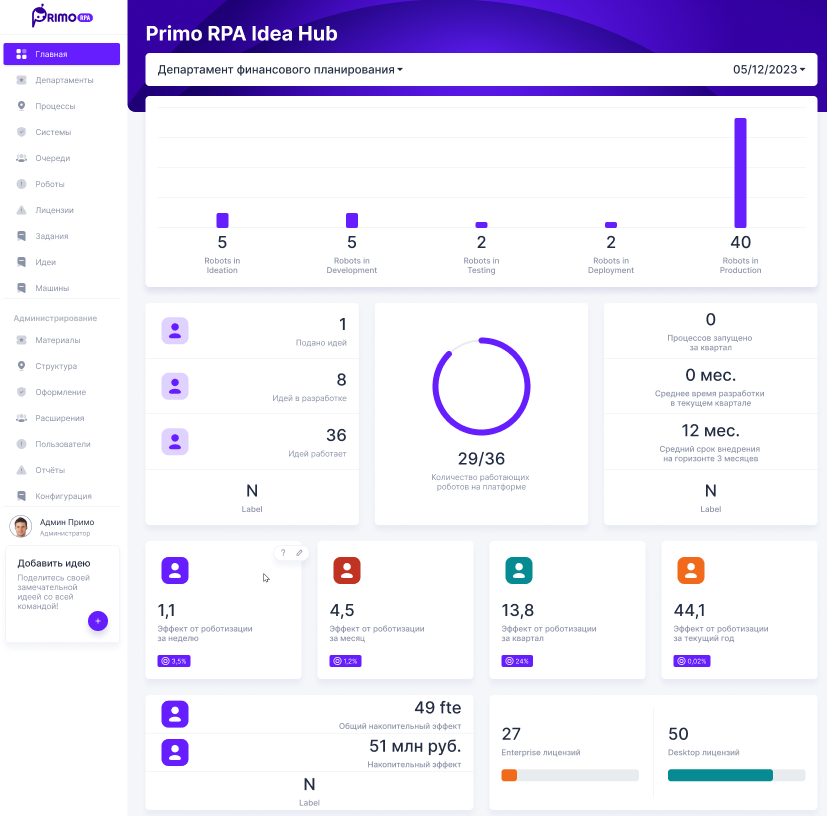 PRIMO RPA
Главная
Департаменты
Процессы
Системы
Очереди
Роботы
Лицензии
Задания
Идеи
Машины
Администрирование
Материалы
Структура
Оформление
Расширения
Пользователи
Отчёты
Конфигурация
Админ Примо
Администратор
Добавить идею
Поделитесь своей
замечательной
идеей со всей
командой!
+
Primo RPA Idea Hub
Департамент финансового планирования
05/12/2023
5
Robots in
Ideation
5
Robots in
Development
2
Robots in
Testing
2
Robots in
Deployment
40
Robots in
Production
1
Подано идей
8
Идей в разработке
36
Идей работает
N
Label
29/36
Количество работающих
роботов на платформе
0
Процессов запущено
за квартал
0 мес.
Среднее время разработки
в текущем квартале
12 мес.
Средний срок внедрения
на горизонте 3 месяцев
N
Label
?
1,1
Эффект от роботизации
за неделю
3,5%
4,5
Эффект от роботизации
за месяц
1,2%
13,8
Эффект от роботизации
за квартал
24%
44,1
Эффект от роботизации
за текущий год
0,02%
49 fte
Общий накопительный эффект
51 млн руб.
Накопительный эффект
N
Label
27
Enterprise лицензий
50
Desktop лицензий